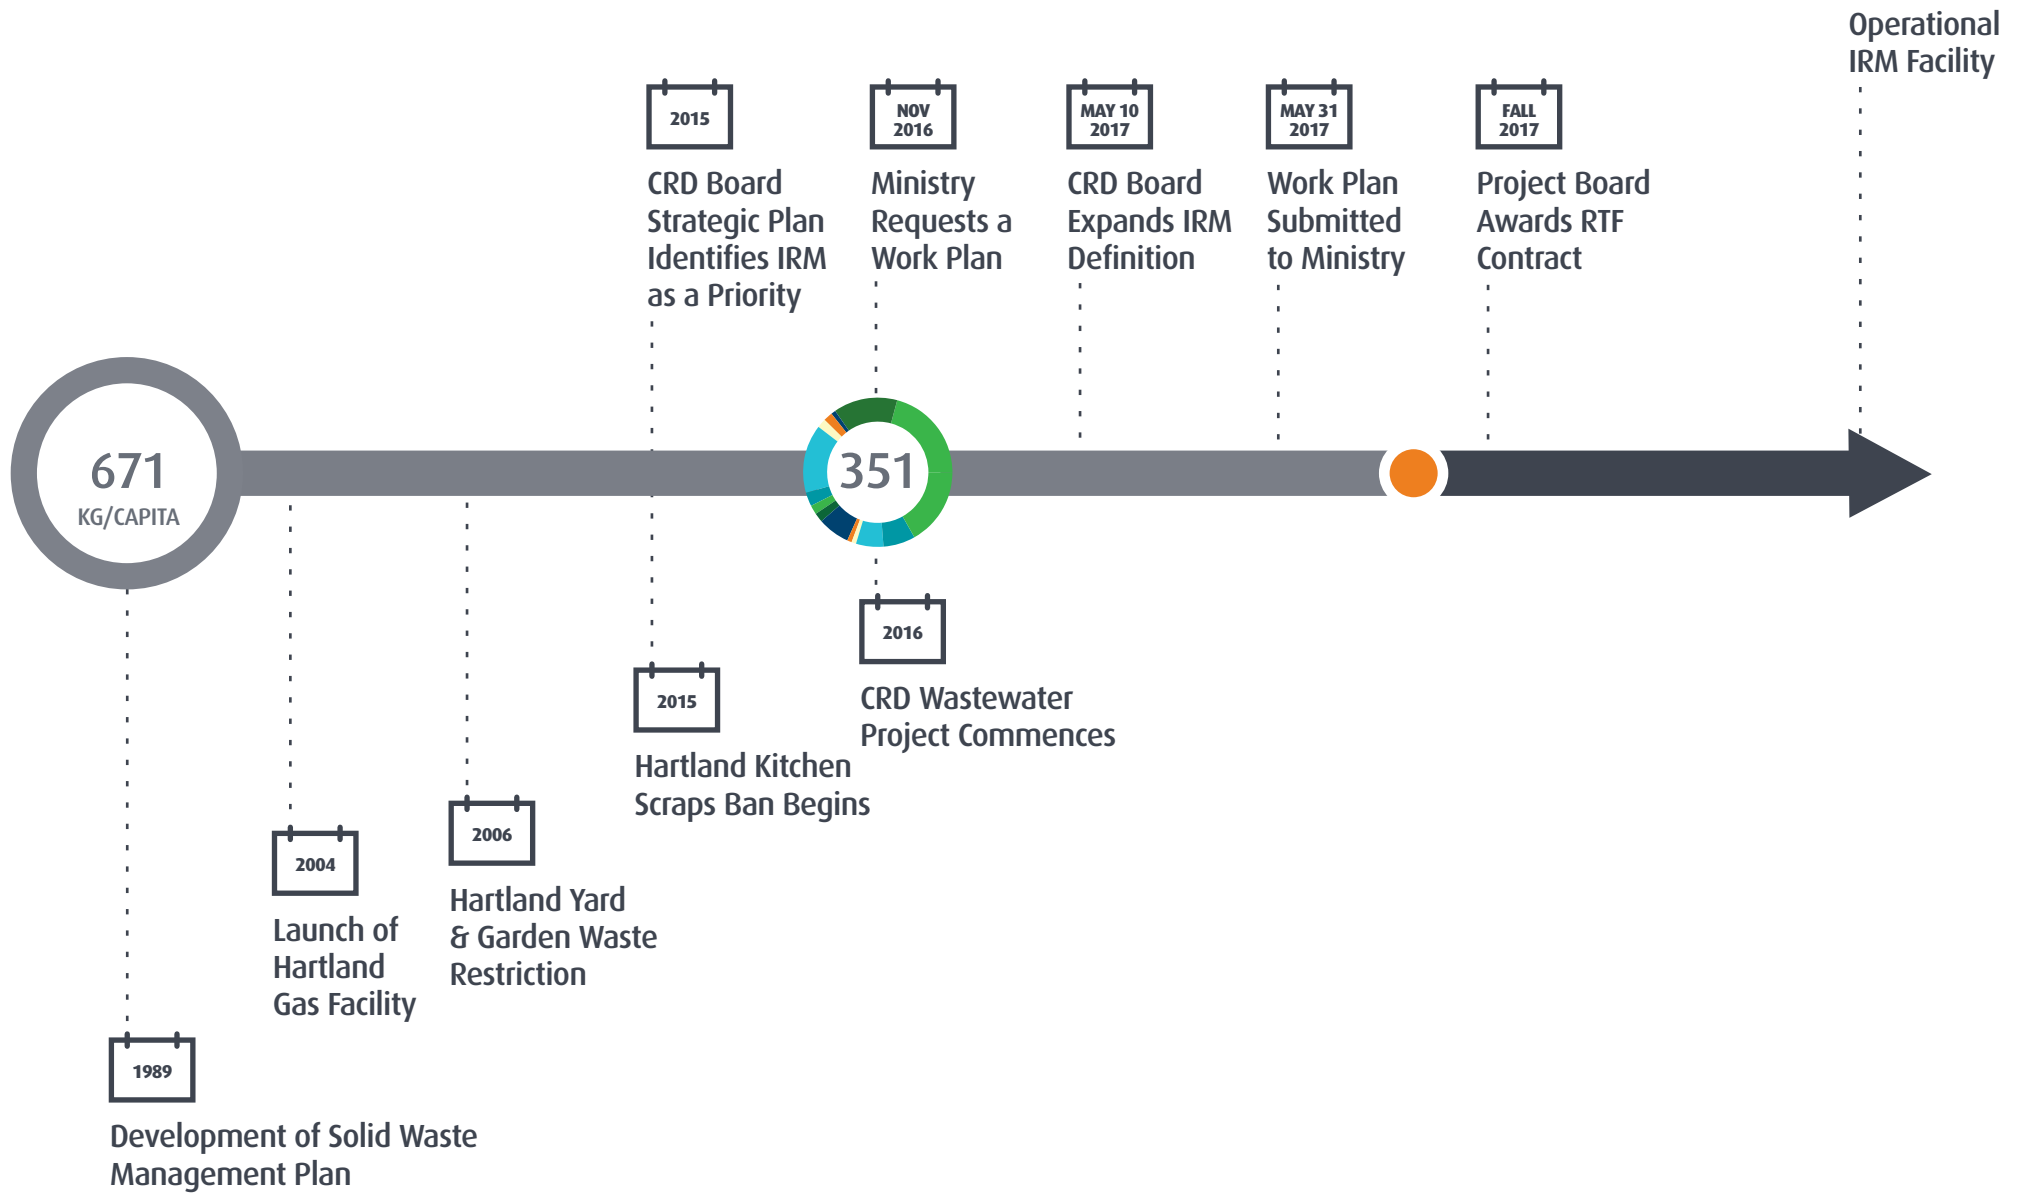 Operational
IRM Facility
2015
CRD Board
Strategic Plan
Identifies IRM
as a Priority
NOV
2016
Ministry
Requests a
Work Plan
MAY 10
2017
CRD Board
Expands IRM
Definition
MAY 31
2017
Work Plan
Submitted
to Ministry
FALL
2017
Project Board
Awards RTF
Contract
671
KG/CAPITA
351
2016
CRD Wastewater
Project Commences
2015
Hartland Kitchen
Scraps Ban Begins
2006
Hartland Yard
& Garden Waste
Restriction
2004
Launch of
Hartland
Gas Facility
1989
Development of Solid Waste
Management Plan